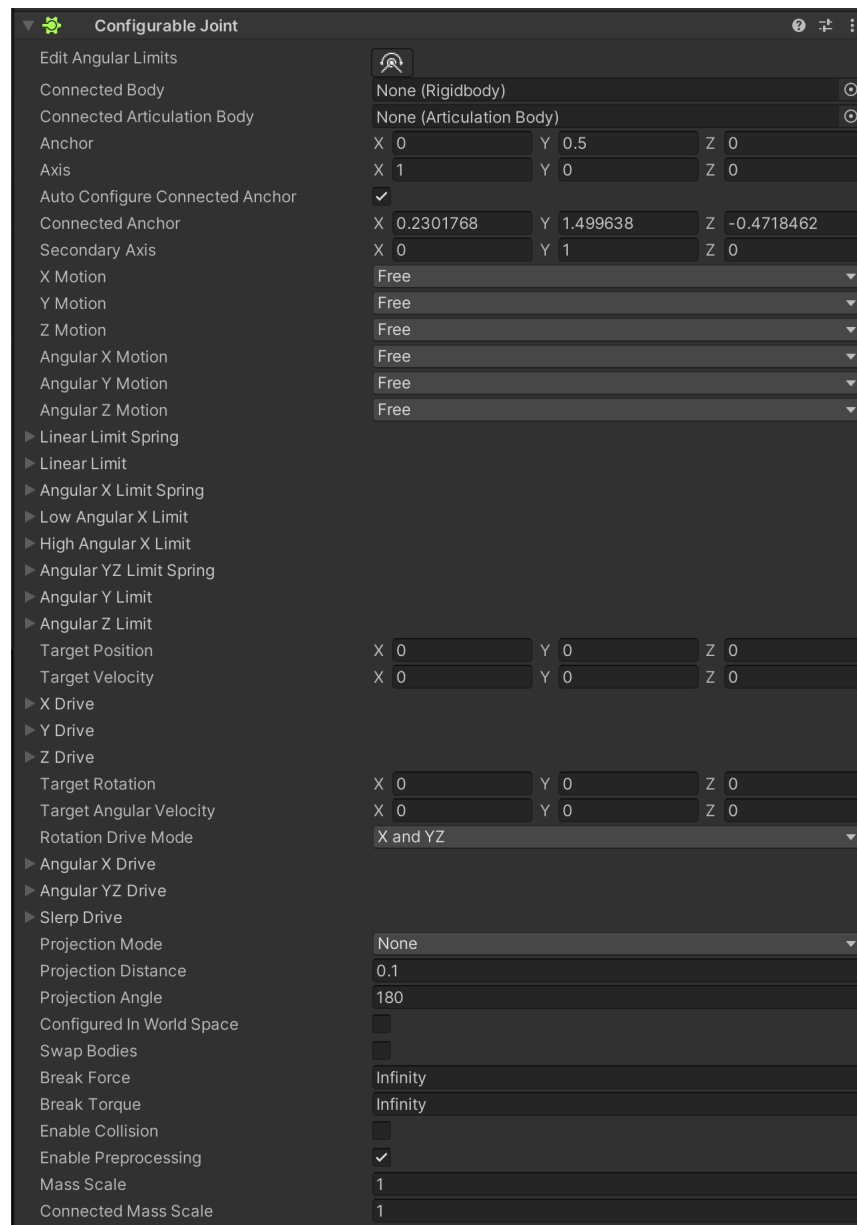 Configurable Joint
Edit Angular Limits
Connected Body None (Rigidbody)
Connected Articulation Body None (Articulation Body)
Anchor X 0 Y 0.5 Z 0
Axis X 1 Y 0 Z 0
Auto Configure Connected Anchor
Connected Anchor X 0.2301768 Y 1.499638 Z -0.4718462
Secondary Axis X 0 Y 1 Z 0
X Motion Free
Y Motion Free
Z Motion Free
Angular X Motion Free
Angular Y Motion Free
Angular Z Motion Free
Linear Limit Spring
Linear Limit
Angular X Limit Spring
Low Angular X Limit
High Angular X Limit
Angular YZ Limit Spring
Angular Y Limit
Angular Z Limit
Target Position X 0 Y 0 Z 0
Target Velocity X 0 Y 0 Z 0
X Drive
Y Drive
Z Drive
Target Rotation X 0 Y 0 Z 0
Target Angular Velocity X 0 Y 0 Z 0
Rotation Drive Mode X and YZ
Angular X Drive
Angular YZ Drive
Slerp Drive
Projection Mode None
Projection Distance 0.1
Projection Angle 180
Configured In World Space
Swap Bodies
Break Force Infinity
Break Torque Infinity
Enable Collision
Enable Preprocessing
Mass Scale 1
Connected Mass Scale 1